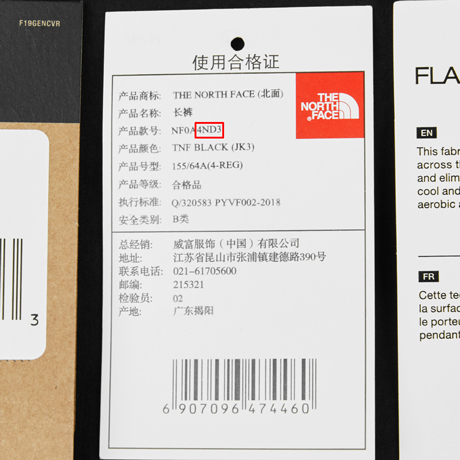 F19GENCVR
3
使用合格证
产品商标: THE NORTH FACE (北面)
产品名称: 长裤
产品款号: NF0A4ND3
产品颜色: TNF BLACK (JK3)
产品号型: 155/64A(4-REG)
产品等级: 合格品
执行标准: Q/320583 PYVF002-2018
安全类别: B类
THE
NORTH
FACE
总经销: 威富服饰（中国）有限公司
地址: 江苏省昆山市张浦镇建德路390号
联系电话: 021-61705600
邮编: 215321
检验员: 02
产地: 广东揭阳
6 907096 474460
FLA
EN
This fabr
across th
and elim
cool and
aerobic a
FR
Cette te
la surfac
le porteu
pendant